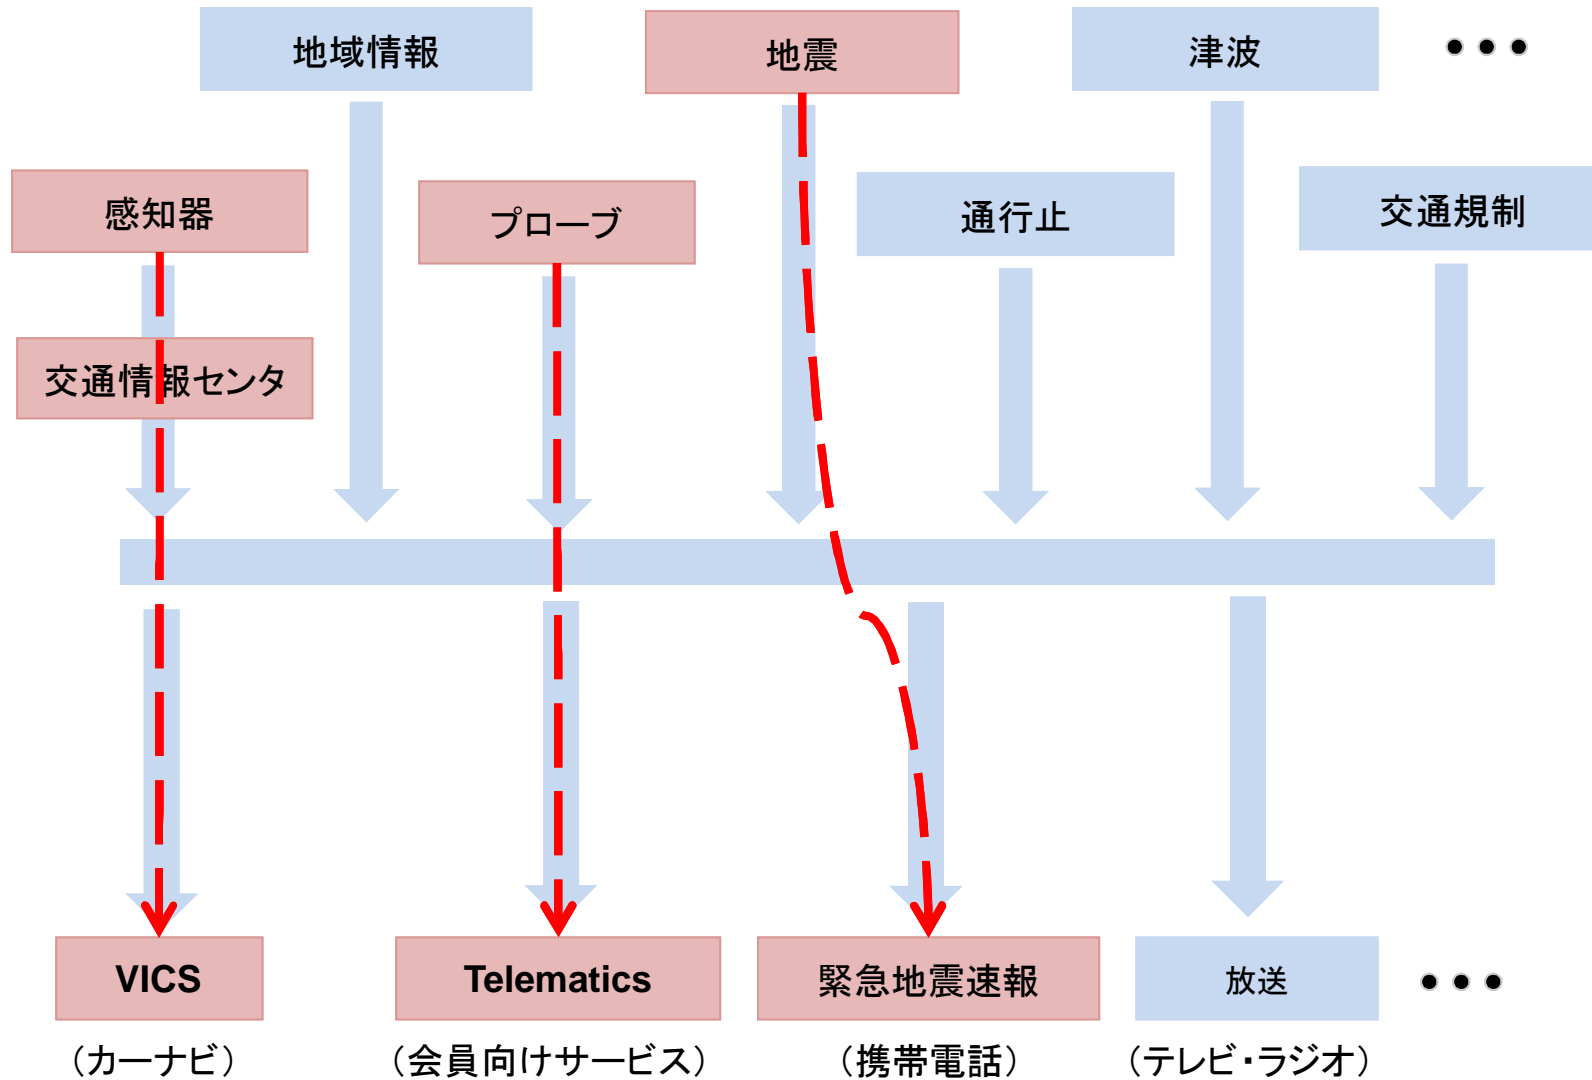 地域情報
地震
津波
•••
感知器
プローブ
通行止
交通規制
交通情報センタ
VICS
Telematics
緊急地震速報
放送
•••
（カーナビ）
（会員向けサービス）
（携帯電話）
（テレビ・ラジオ）